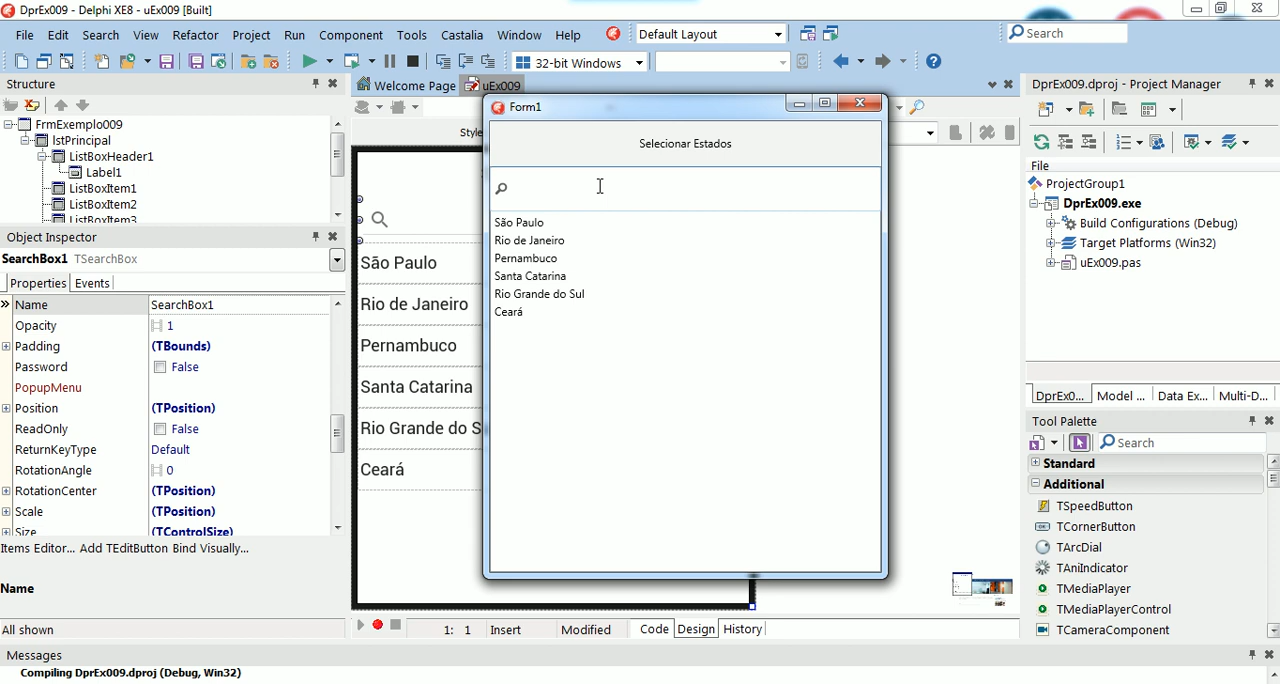 DprEx009 - Delphi XE8 - uEx009 [Built]
File Edit Search View Refactor Project Run Component Tools Castalia Window Help Default Layout Search
32-bit Windows
Structure
Welcome Page uEx009
DprEx009.dproj - Project Manager
FrmExemplo009
lstPrincipal
ListBoxHeader1
Label1
ListBoxItem1
ListBoxItem2
ListBoxItem3
Style
Form1
Selecionar Estados
São Paulo
Rio de Janeiro
Pernambuco
Santa Catarina
Rio Grande do Sul
Ceará
São Paulo
Rio de Janeiro
Pernambuco
Santa Catarina
Rio Grande do S
Ceará
File
ProjectGroup1
DprEx009.exe
Build Configurations (Debug)
Target Platforms (Win32)
uEx009.pas
Object Inspector
SearchBox1 TSearchBox
Properties Events
Name SearchBox1
Opacity 1
Padding (TBounds)
Password False
PopupMenu
Position (TPosition)
ReadOnly False
ReturnKeyType Default
RotationAngle 0
RotationCenter (TPosition)
Scale (TPosition)
Size (TControlSize)
Items Editor... Add TEditButton Bind Visually...
Name
All shown
DprEx0... Model ... Data Ex... Multi-D...
Tool Palette
Search
Standard
Additional
TSpeedButton
TCornerButton
TArcDial
TAniIndicator
TMediaPlayer
TMediaPlayerControl
TCameraComponent
1: 1 Insert Modified Code Design History
Messages
Compiling DprEx009.dproj (Debug, Win32)